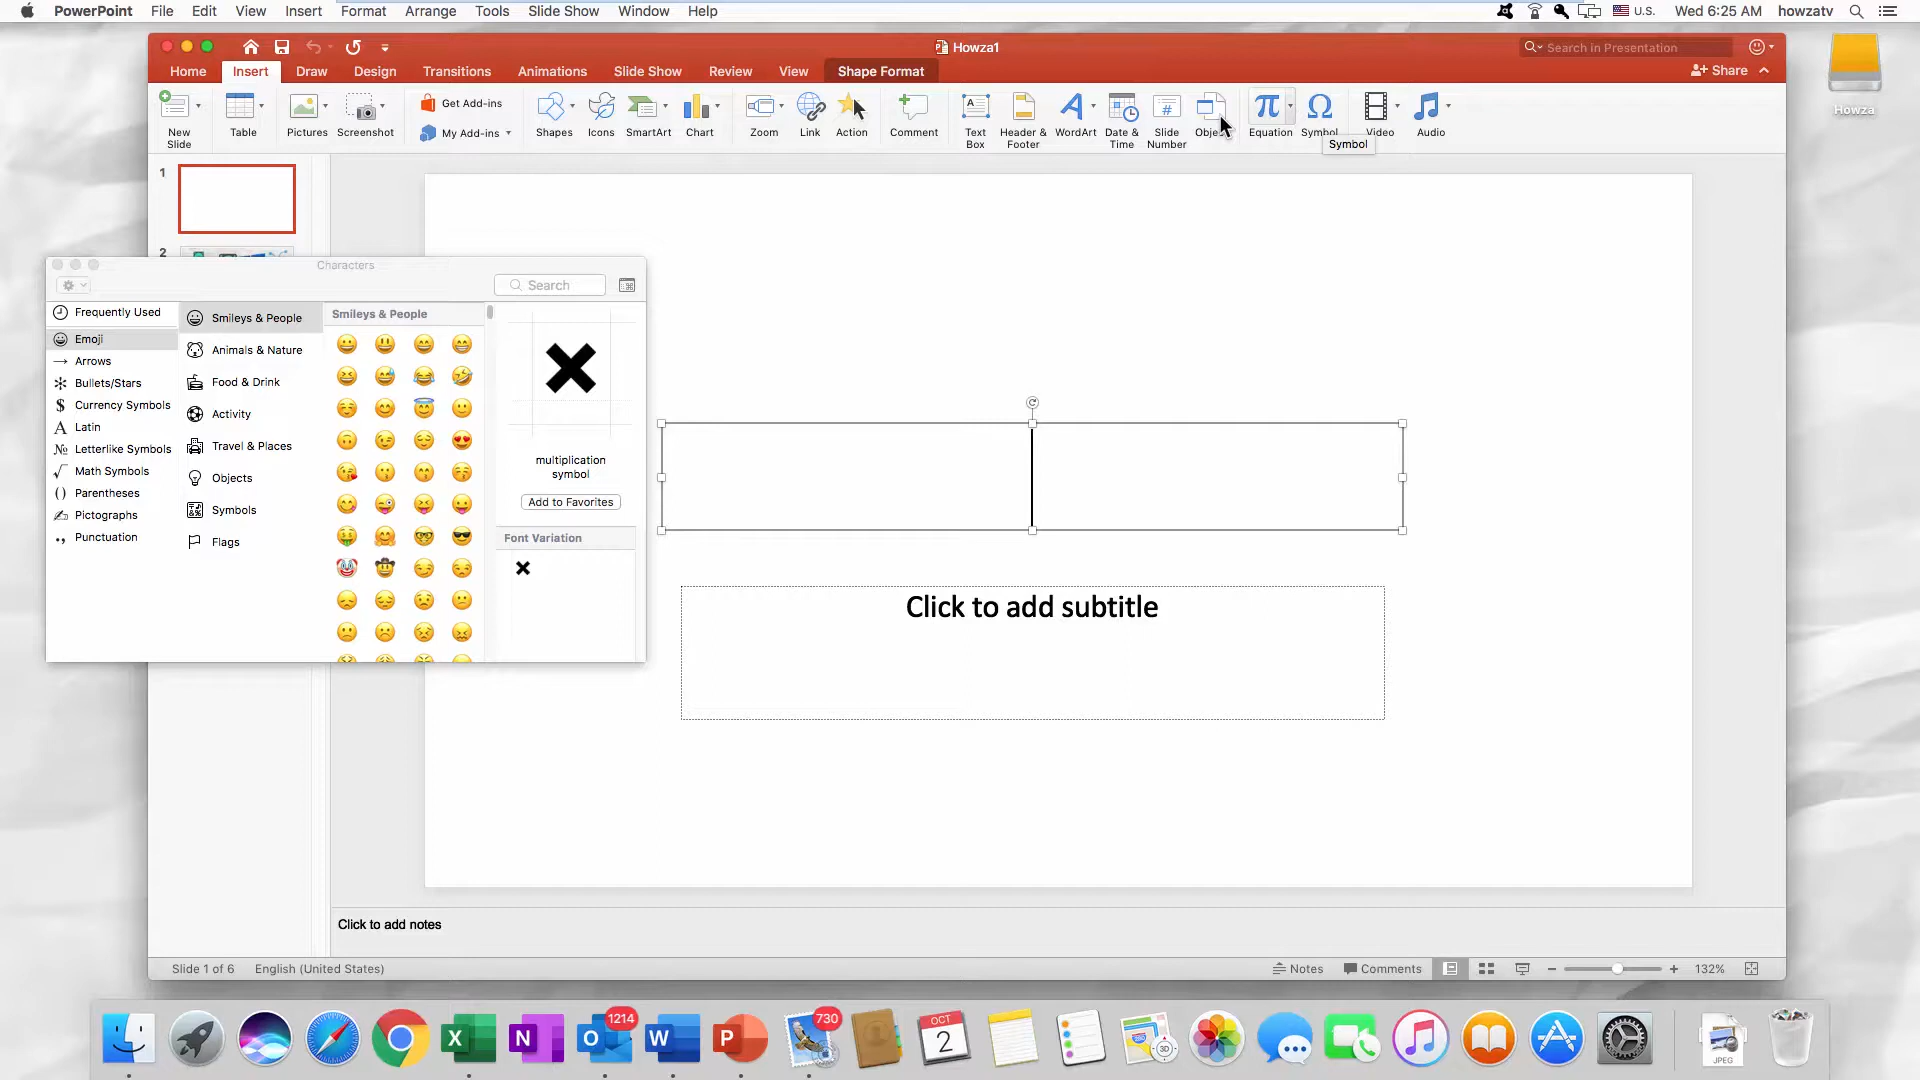 PowerPoint File Edit View Insert Format Arrange Tools Slide Show Window Help U.S. Wed 6:25 AM howzatv
Howza1 Search in Presentation
Home Insert Draw Design Transitions Animations Slide Show Review View Shape Format Share
New Slide Table Pictures Screenshot Get Add-ins My Add-ins Shapes Icons SmartArt Chart Zoom Link Action Comment Text Box Header & Footer WordArt Date & Time Slide Number Object Equation Symbol Video Audio
Symbol
Howza
1
2
Characters
Search
Frequently Used
Emoji
Arrows
Bullets/Stars
Currency Symbols
Latin
Letterlike Symbols
Math Symbols
Parentheses
Pictographs
Punctuation
Smileys & People
Animals & Nature
Food & Drink
Activity
Travel & Places
Objects
Symbols
Flags
Smileys & People
multiplication
symbol
Add to Favorites
Font Variation
Click to add subtitle
Click to add notes
Slide 1 of 6 English (United States) Notes Comments 132%
1214 730 OCT 2 JPEG